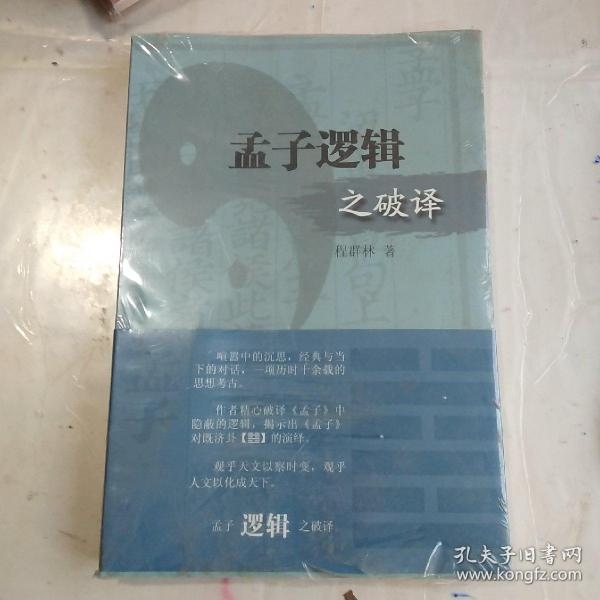 孟子逻辑
之破译
程群林 著
喧嚣中的沉思，经典与当
下的对话，一项历时十余载的
思想考古。
作者精心破译《孟子》中
隐蔽的逻辑，揭示出《孟子》
对既济卦【䷾】的演绎。
观乎天文以察时变，观乎
人文以化成天下。
孟子 逻辑 之破译
孔夫子旧书网
www.kongfz.com